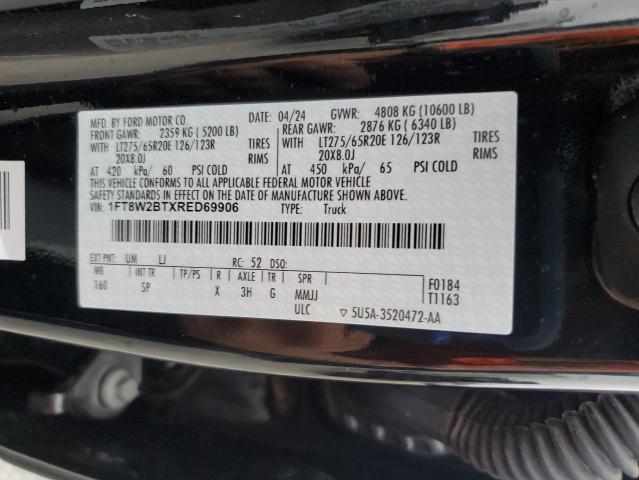 MFD. BY FORD MOTOR CO. 04/24 GVWR: 4808 KG (10600 LB)
FRONT GAWR: 2359 KG ( 5200 LB) REAR GAWR: 2876 KG ( 6340 LB)
WITH LT275/65R20E 126/123R TIRES WITH LT275/65R20E 126/123R TIRES
20X8.0J RIMS 20X8.0J RIMS
AT 420 kPa/ 60 PSI COLD AT 450 kPa/ 65 PSI COLD
THIS VEHICLE CONFORMS TO ALL APPLICABLE FEDERAL MOTOR VEHICLE
SAFETY STANDARDS IN EFFECT ON THE DATE OF MANUFACTURE SHOWN ABOVE.
VIN: 1FT8W2BTXRED69906 TYPE: Truck
EXT PNT: UM LJ RC: 52 DSO:
WB INT TR TP/PS R AXLE TR SPR
160 SP X 3H G MMJJ
ULC
F0184
T1163
▽ 5U5A-3520472-AA